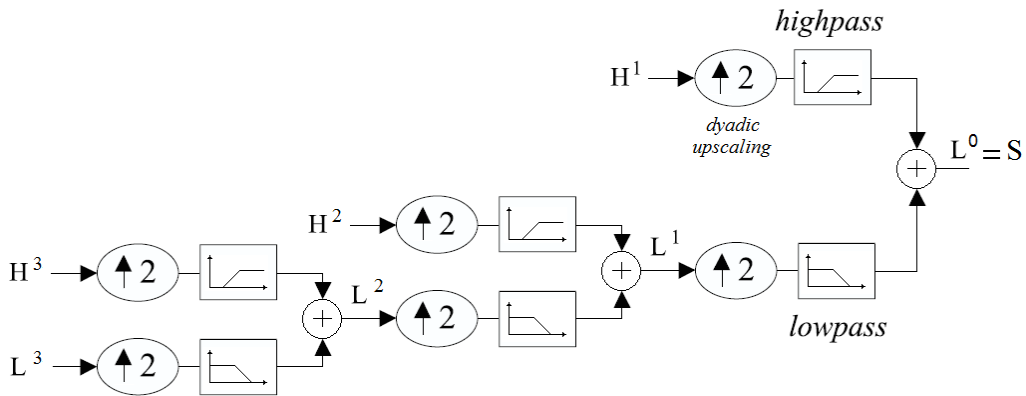 highpass
H¹
↑2
dyadic
upscaling
L⁰=S
H²
↑2
L¹
↑2
H³
↑2
L²
↑2
lowpass
L³
↑2